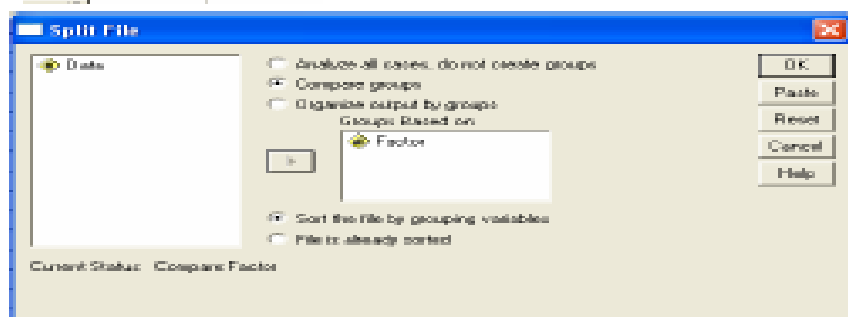 Split File
Data
Analyze all cases, do not create groups
Compare groups
Organize output by groups
Groups Based on:
Factor
Sort the file by grouping variables
File is already sorted
Current Status: Compare Factor
OK
Paste
Reset
Cancel
Help